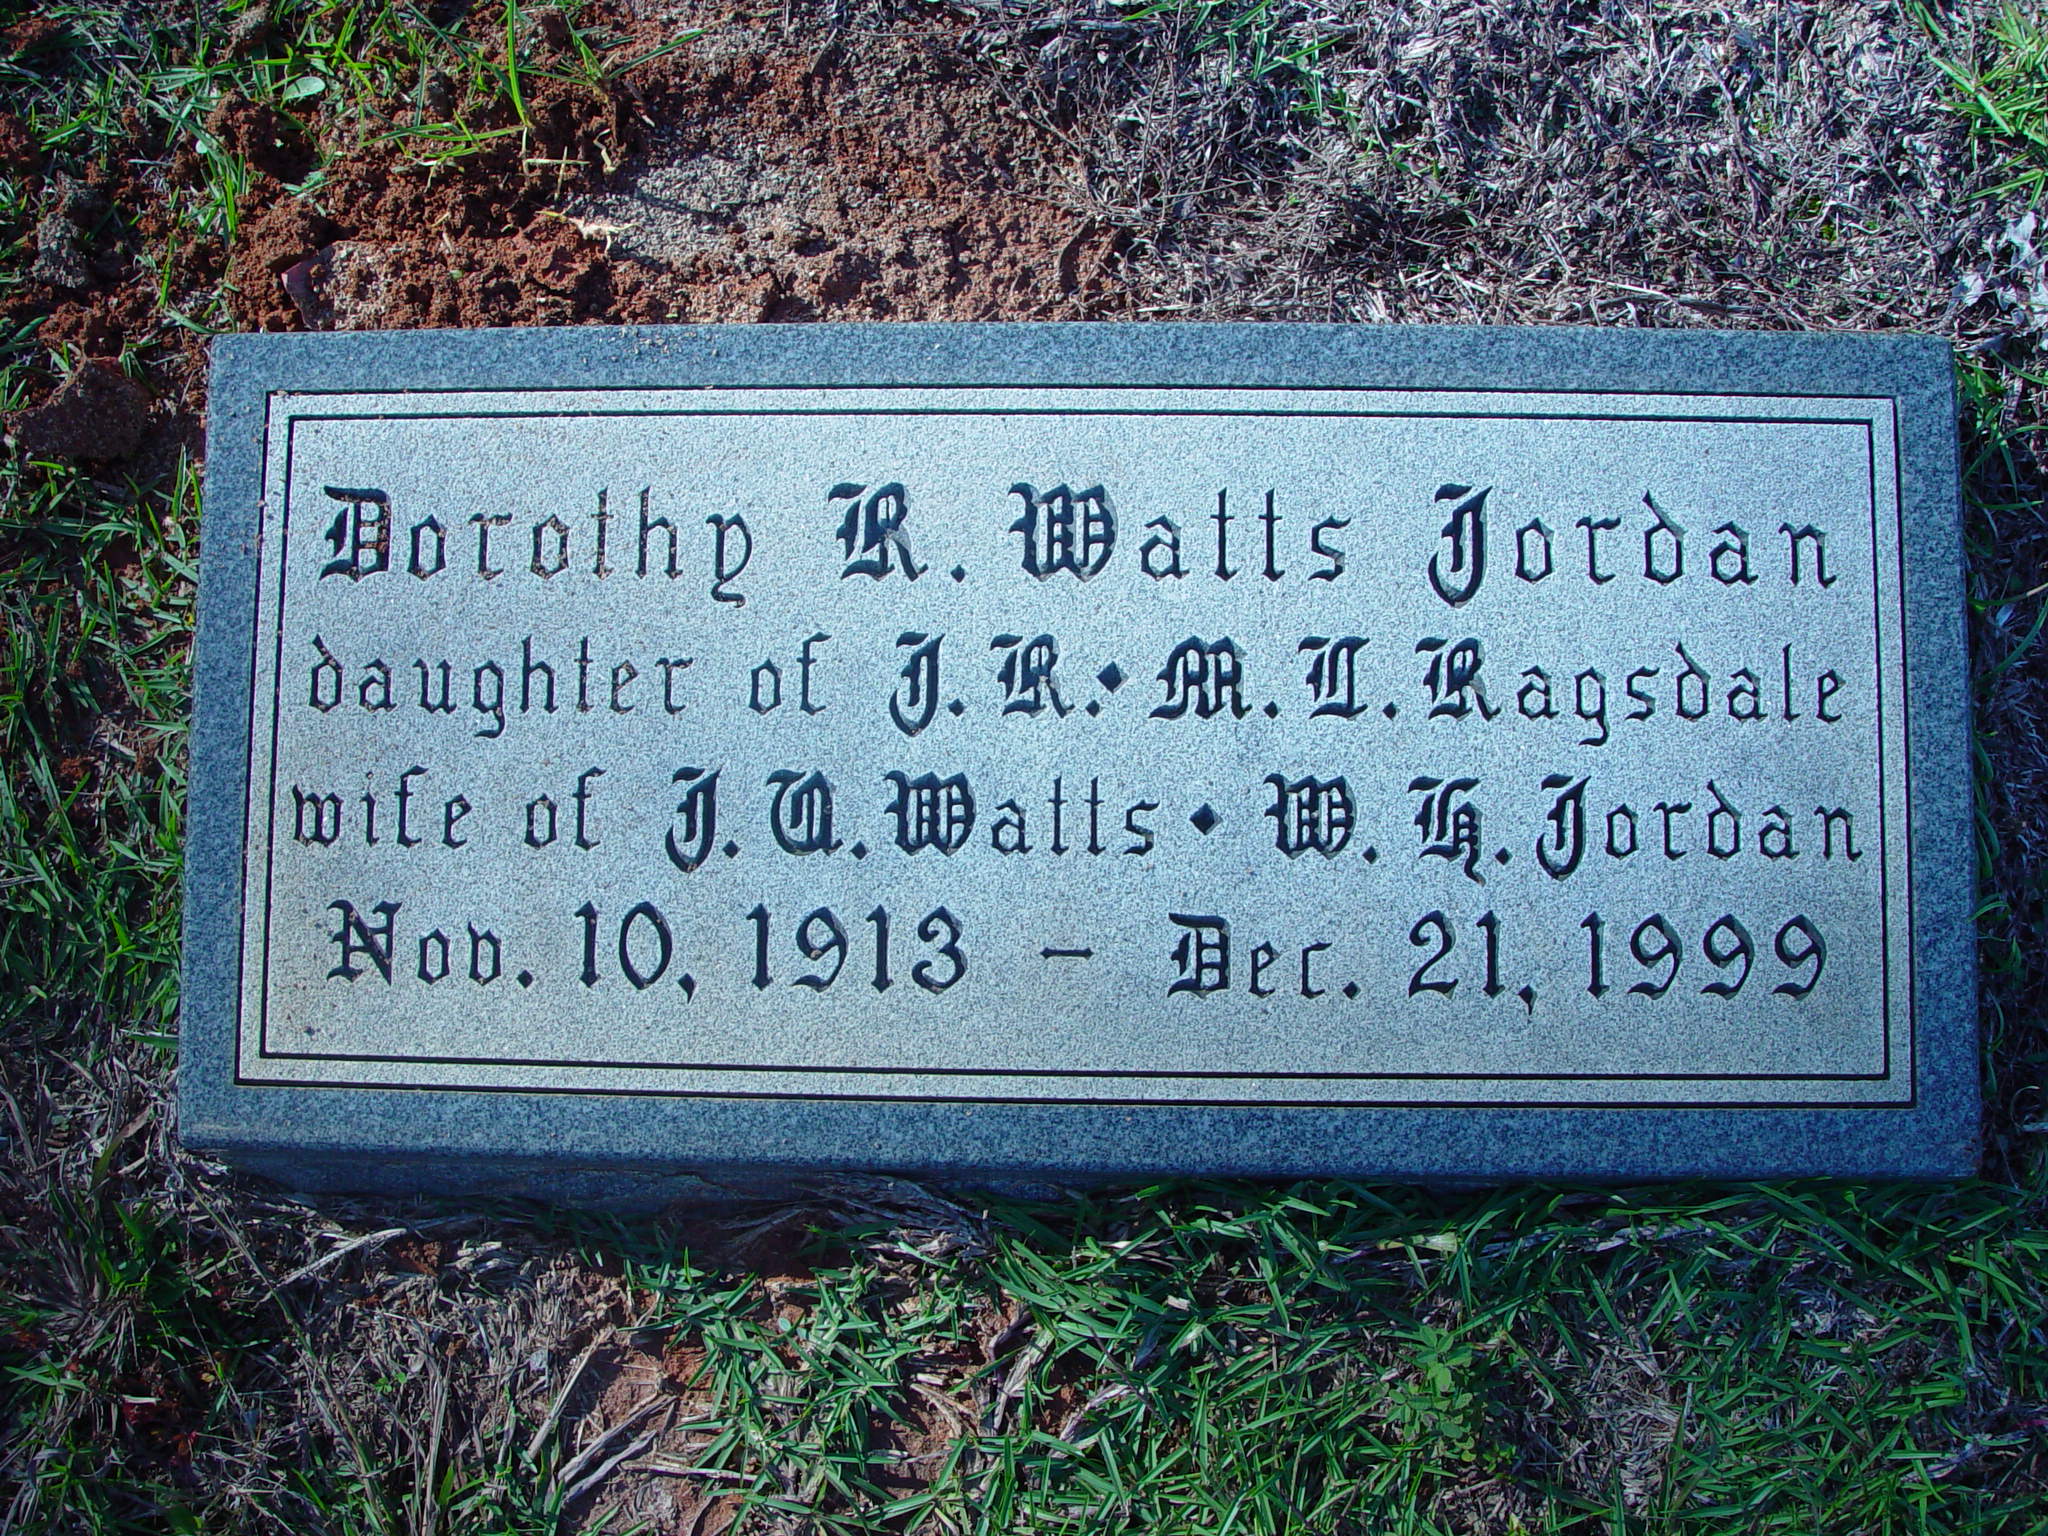 Dorothy R. Watts Jordan
daughter of J. R. · M. L. Ragsdale
wife of J. U. Watts · W. K. Jordan
Nov. 10, 1913 - Dec. 21, 1999